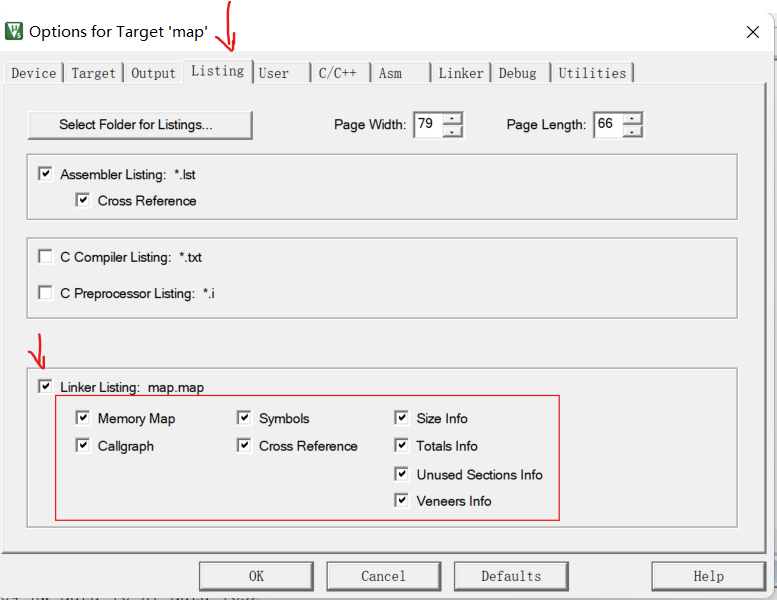 Options for Target 'map'
Device Target Output Listing User C/C++ Asm Linker Debug Utilities
Select Folder for Listings... Page Width: 79 Page Length: 66
Assembler Listing: *.lst
Cross Reference
C Compiler Listing: *.txt
C Preprocessor Listing: *.i
Linker Listing: map.map
Memory Map Symbols Size Info
Callgraph Cross Reference Totals Info
Unused Sections Info
Veneers Info
OK Cancel Defaults Help